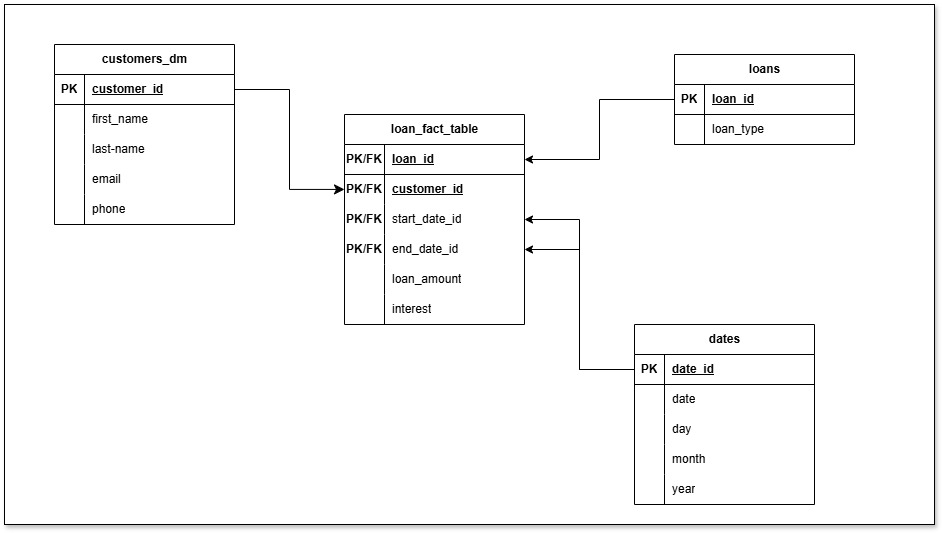 customers_dm
PK customer_id
first_name
last-name
email
phone
loan_fact_table
PK/FK loan_id
PK/FK customer_id
PK/FK start_date_id
PK/FK end_date_id
loan_amount
interest
loans
PK loan_id
loan_type
dates
PK date_id
date
day
month
year